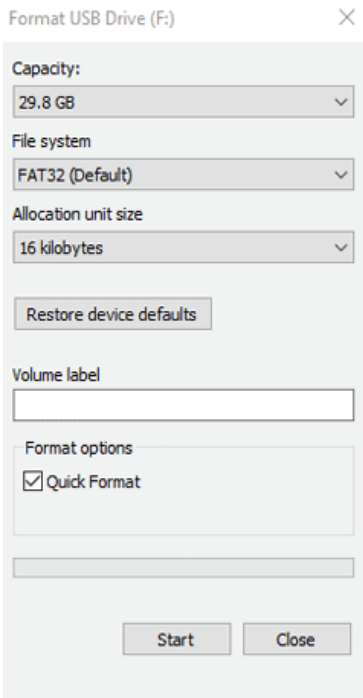 Format USB Drive (F:)
Capacity:
29.8 GB
File system
FAT32 (Default)
Allocation unit size
16 kilobytes
Restore device defaults
Volume label
Format options
Quick Format
Start Close